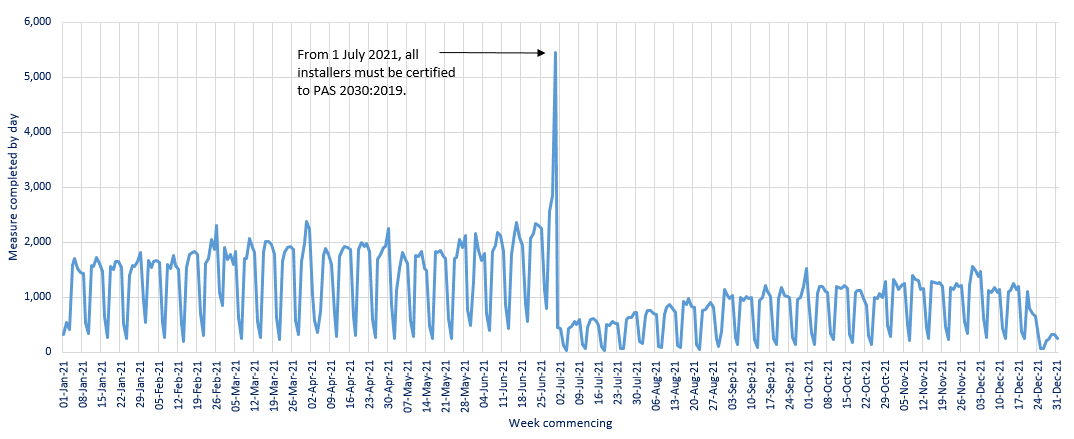 6,000
5,000
4,000
3,000
2,000
1,000
0
Measure completed by day
From 1 July 2021, all
installers must be certified
to PAS 2030:2019.
01-Jan-21
08-Jan-21
15-Jan-21
22-Jan-21
29-Jan-21
05-Feb-21
12-Feb-21
19-Feb-21
26-Feb-21
05-Mar-21
12-Mar-21
19-Mar-21
26-Mar-21
02-Apr-21
09-Apr-21
16-Apr-21
23-Apr-21
30-Apr-21
07-May-21
14-May-21
21-May-21
28-May-21
04-Jun-21
11-Jun-21
18-Jun-21
25-Jun-21
02-Jul-21
09-Jul-21
16-Jul-21
23-Jul-21
30-Jul-21
06-Aug-21
13-Aug-21
20-Aug-21
27-Aug-21
03-Sep-21
10-Sep-21
17-Sep-21
24-Sep-21
01-Oct-21
08-Oct-21
15-Oct-21
22-Oct-21
29-Oct-21
05-Nov-21
12-Nov-21
19-Nov-21
26-Nov-21
03-Dec-21
10-Dec-21
17-Dec-21
24-Dec-21
31-Dec-21
Week commencing